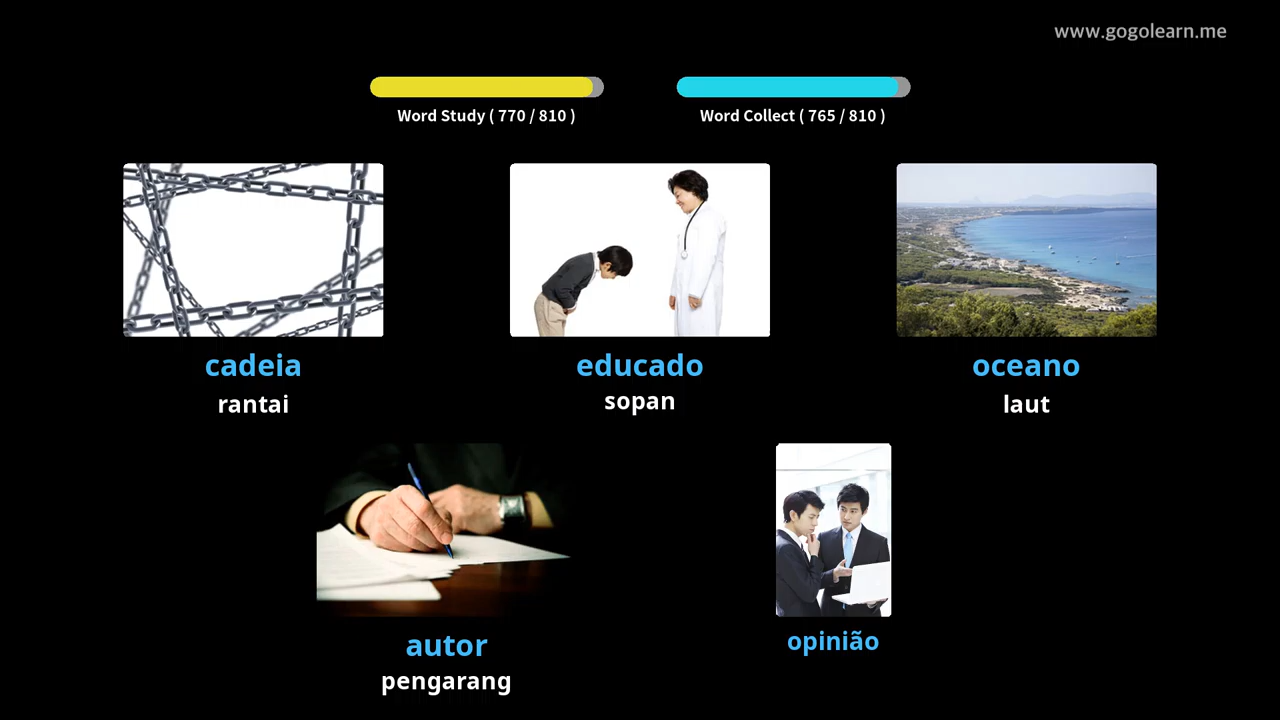 www.gogolearn.me
Word Study ( 770 / 810 )
Word Collect ( 765 / 810 )
cadeia
rantai
educado
sopan
oceano
laut
autor
pengarang
opinião